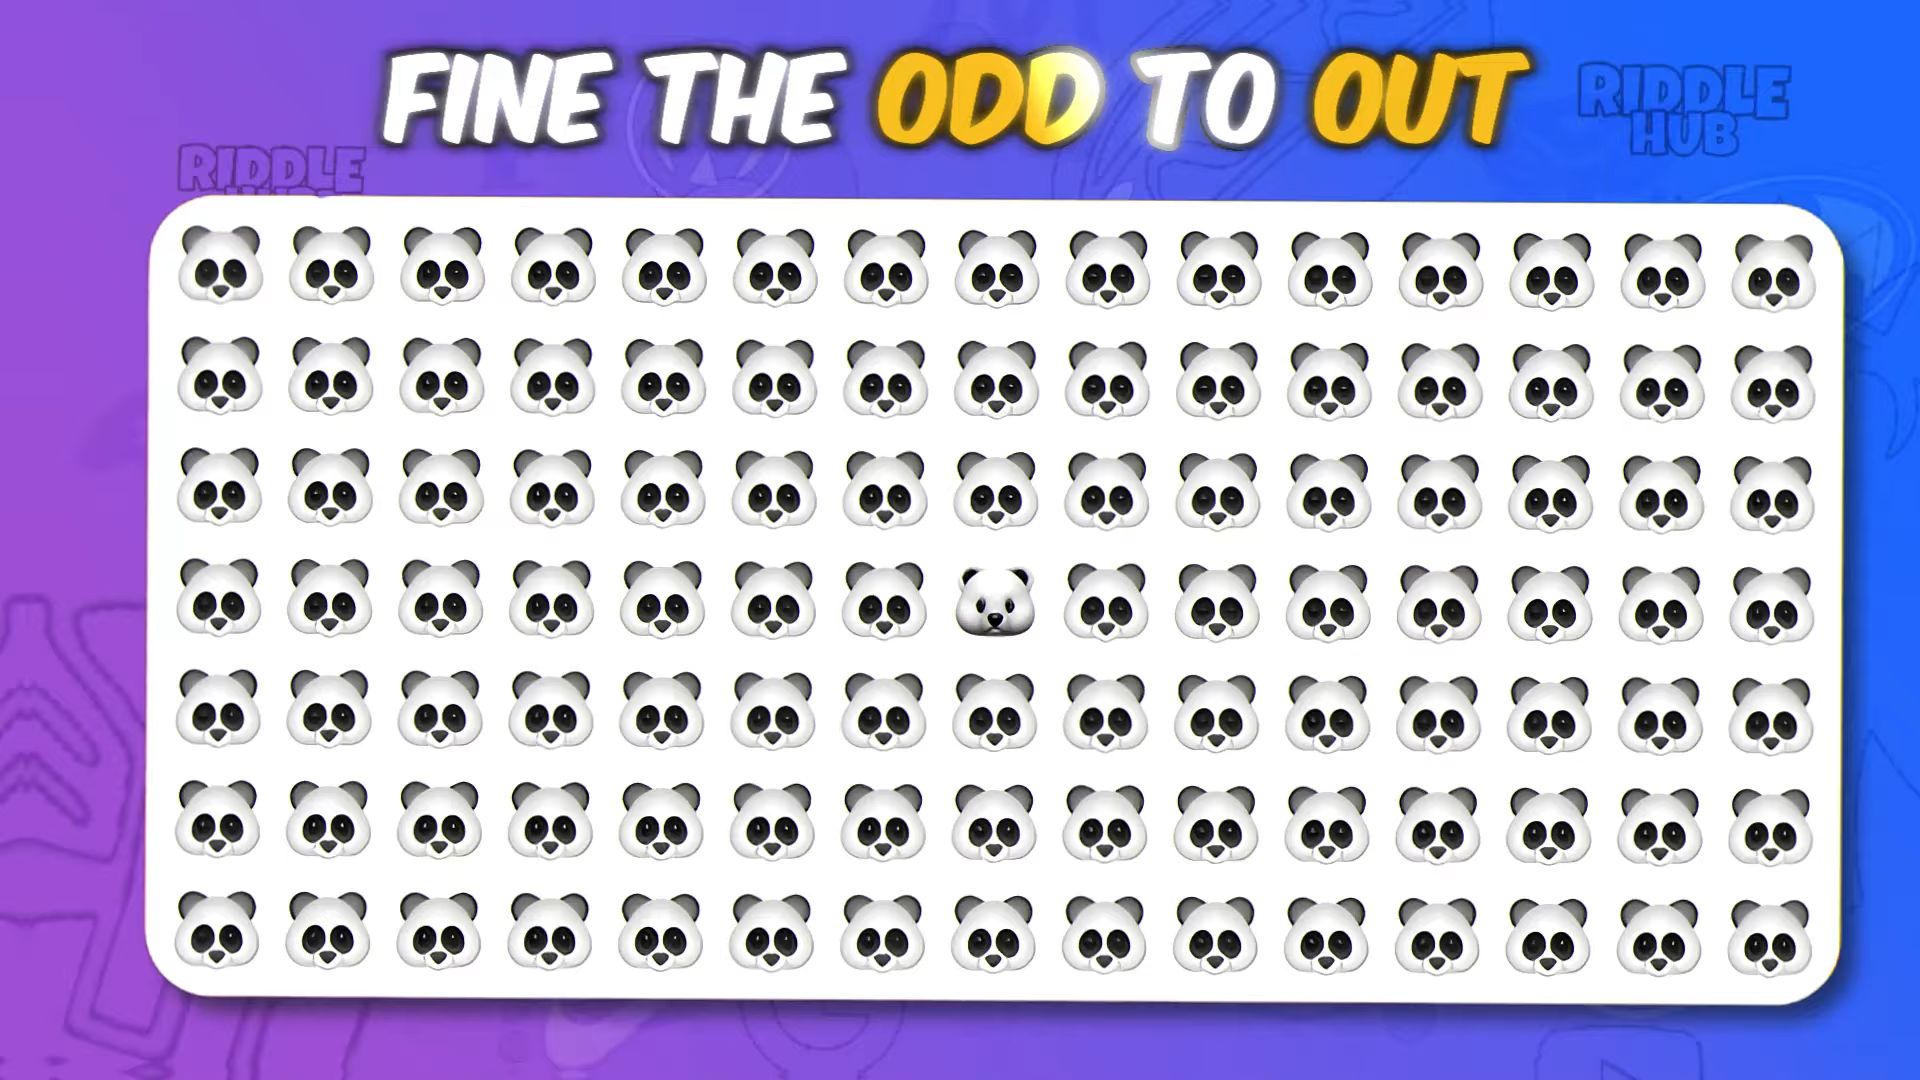 FINE THE ODD TO OUT
RIDDLE
HUB
RIDDLE